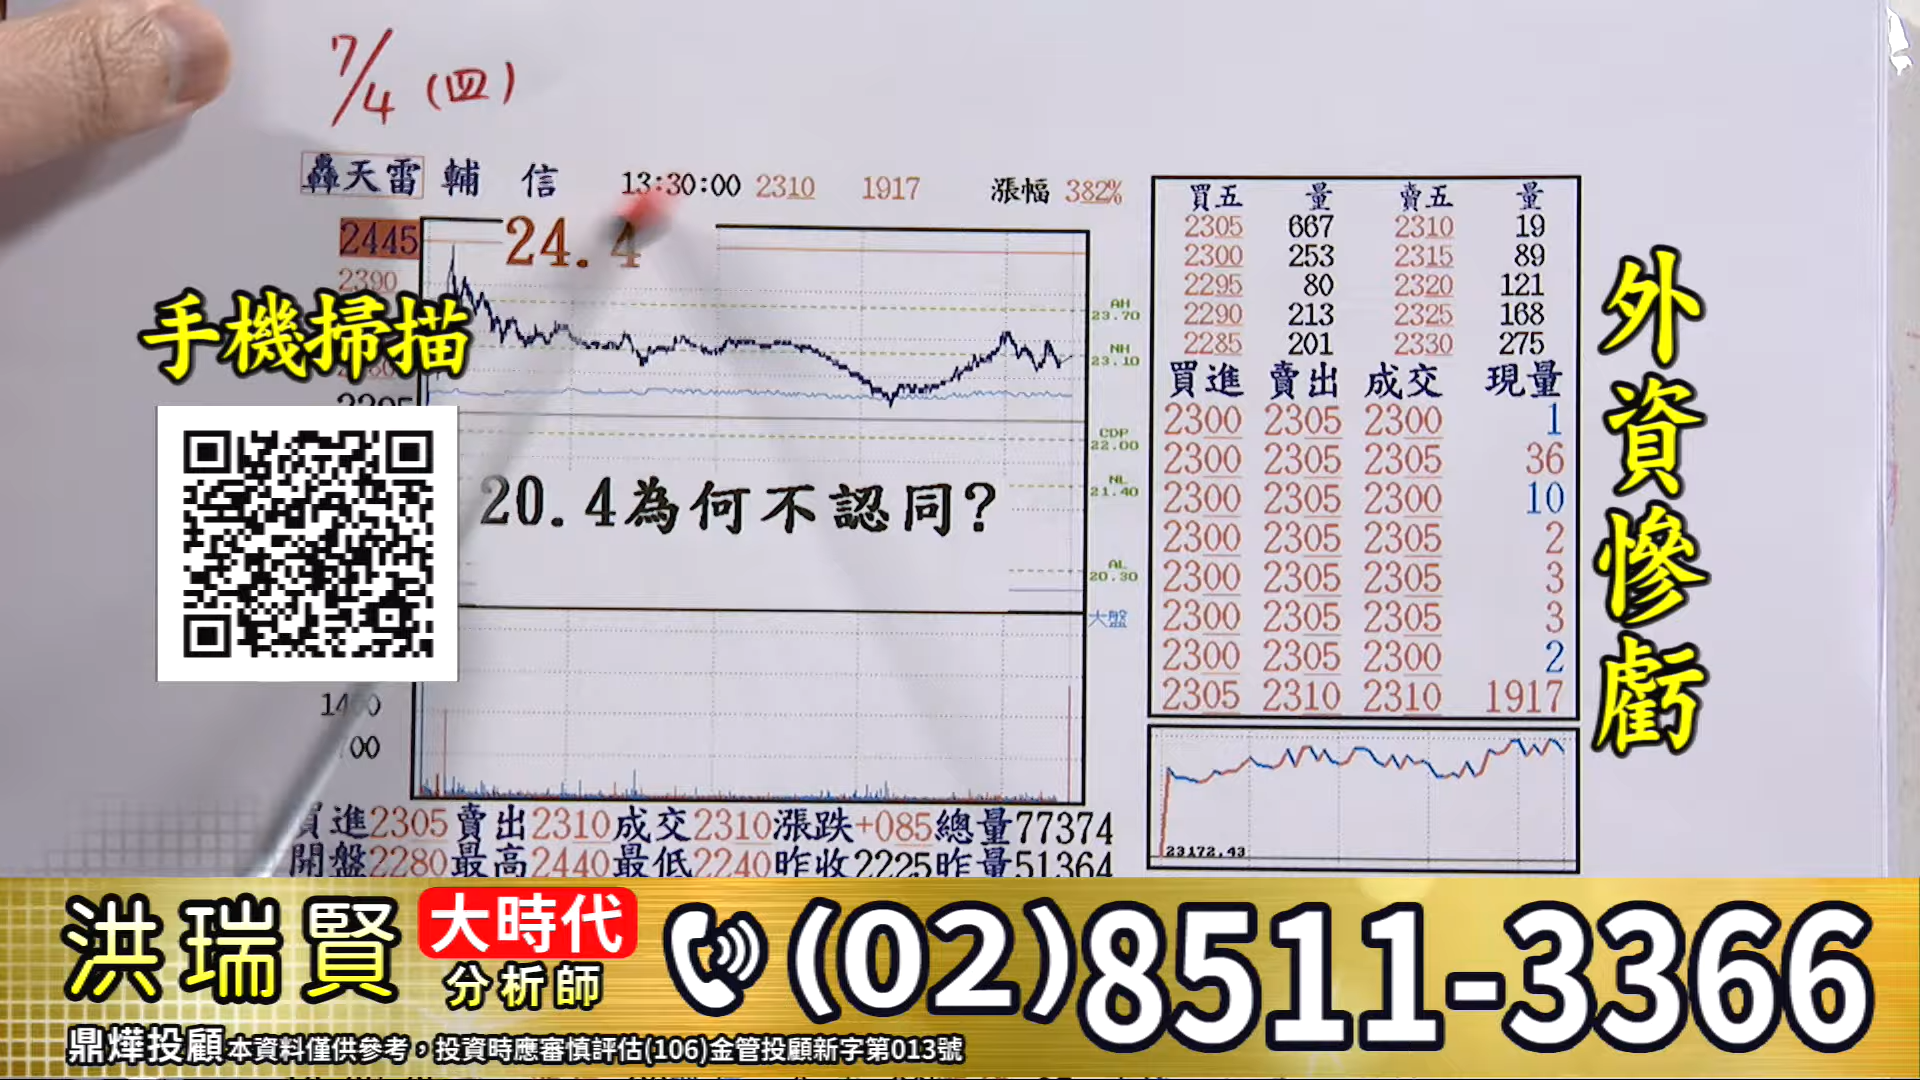 7/4 (四)
轟天雷 輔信 13:30:00 2310 1917 漲幅 382%
2445
24.4
2390
手機掃描
AH
23.70
NH
23.10
CDP
22.00
NL
21.40
AL
20.30
大盤
20.4為何不認同?
700
買五 量 賣五 量
2305 667 2310 19
2300 253 2315 89
2295 80 2320 121
2290 213 2325 168
2285 201 2330 275
買進 賣出 成交 現量
2300 2305 2300 1
2300 2305 2305 36
2300 2305 2300 10
2300 2305 2305 2
2300 2305 2305 3
2300 2305 2305 3
2300 2305 2300 2
2305 2310 2310 1917
23172.43
外資慘虧
買進2305賣出2310成交2310漲跌+085總量77374
開盤2280最高2440最低2240昨收2225昨量51364
洪瑞賢 大時代 分析師 (02)8511-3366
鼎燁投顧 本資料僅供參考，投資時應審慎評估(106)金管投顧新字第013號